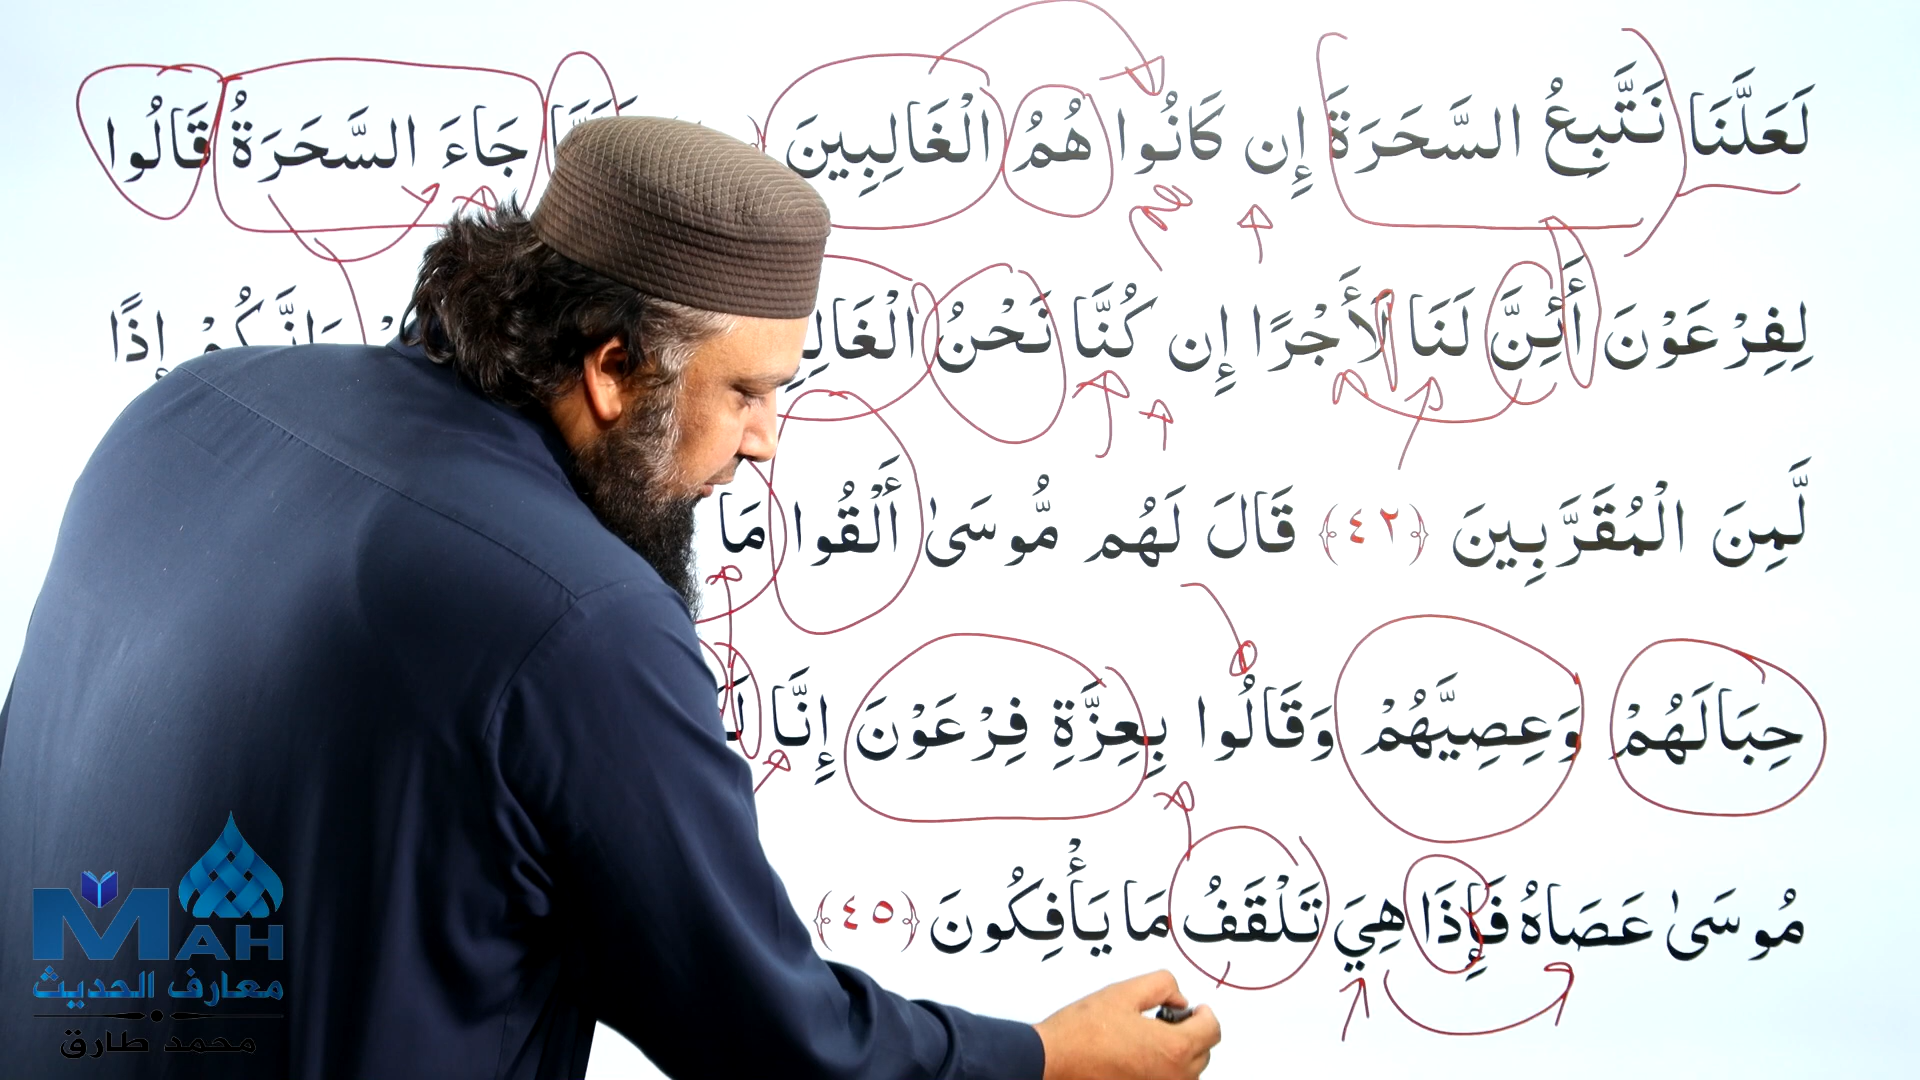 لَعَلَّنَا نَتَّبِعُ السَّحَرَةَ إِن كَانُوا هُمُ الْغَالِبِينَ جَاءَ السَّحَرَةُ قَالُوا
لِفِرْعَوْنَ أَئِنَّ لَنَا لَأَجْرًا إِن كُنَّا نَحْنُ وَإِنَّكُمْ إِذًا
لَّمِنَ الْمُقَرَّبِينَ ﴿٤٢﴾ قَالَ لَهُم مُّوسَىٰ أَلْقُوا مَا
حِبَالَهُمْ وَعِصِيَّهُمْ وَقَالُوا بِعِزَّةِ فِرْعَوْنَ إِنَّا
مُوسَىٰ عَصَاهُ فَإِذَا هِيَ تَلْقَفُ مَا يَأْفِكُونَ ﴿٤٥﴾
MAH
معارف الحديث
محمد طارق